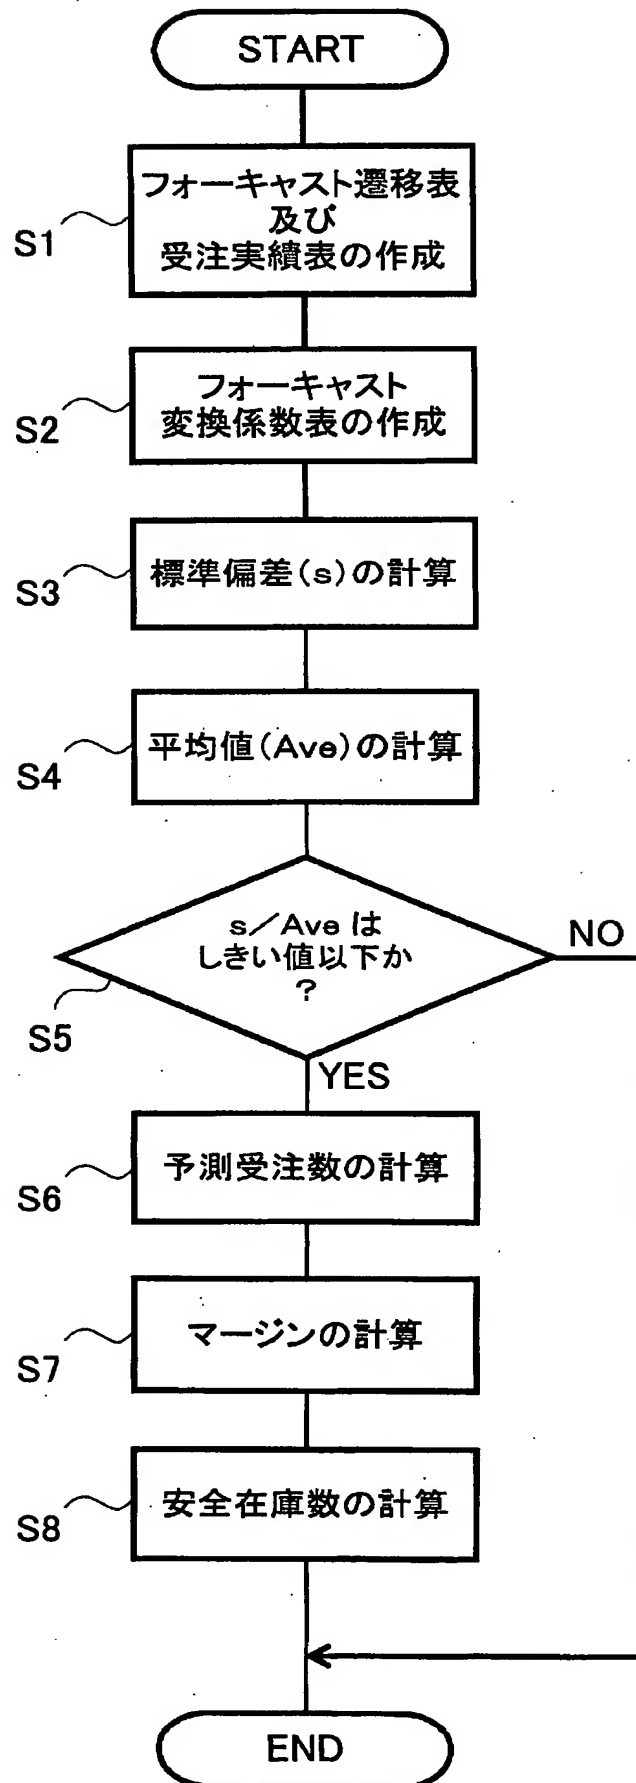 START
S1
フォーキャスト遷移表
及び
受注実績表の作成
S2
フォーキャスト
変換係数表の作成
S3
標準偏差(s)の計算
S4
平均値(Ave)の計算
S5
s/Ave は
しきい値以下か
?
NO
YES
S6
予測受注数の計算
S7
マージンの計算
S8
安全在庫数の計算
END